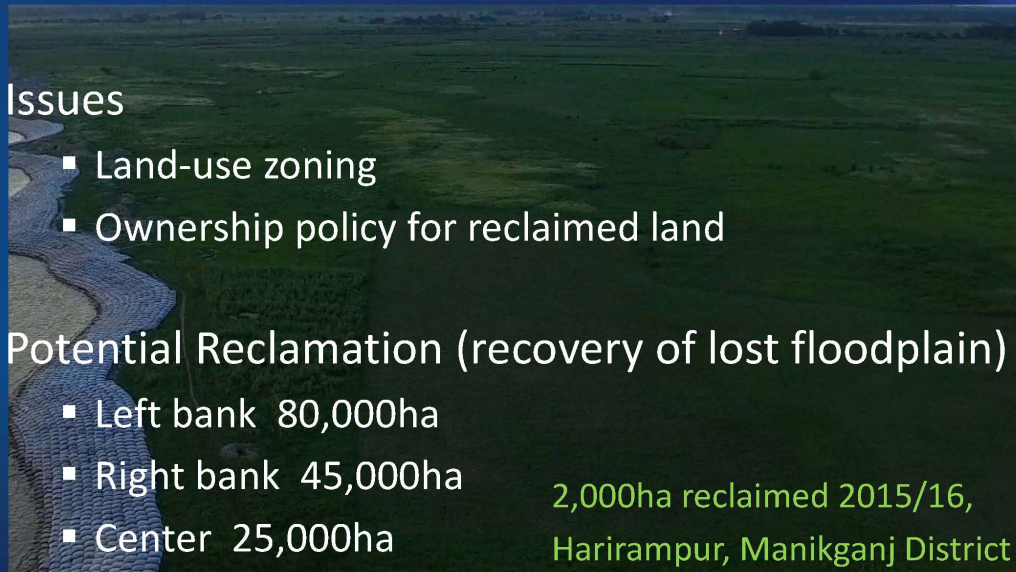 Issues
▪ Land-use zoning
▪ Ownership policy for reclaimed land
Potential Reclamation (recovery of lost floodplain)
▪ Left bank 80,000ha
▪ Right bank 45,000ha
▪ Center 25,000ha
2,000ha reclaimed 2015/16,
Harirampur, Manikganj District